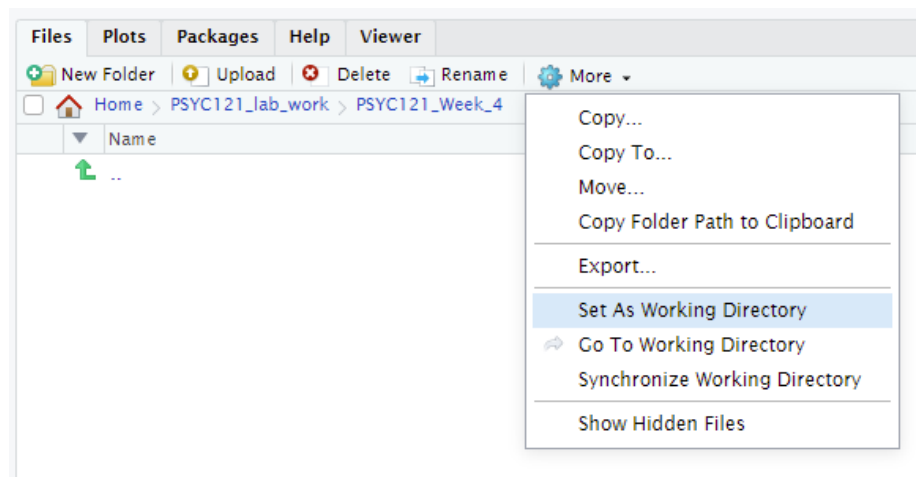 Files Plots Packages Help Viewer
New Folder Upload Delete Rename More
Home > PSYC121_lab_work > PSYC121_Week_4
Name
..
Copy...
Copy To...
Move...
Copy Folder Path to Clipboard
Export...
Set As Working Directory
Go To Working Directory
Synchronize Working Directory
Show Hidden Files